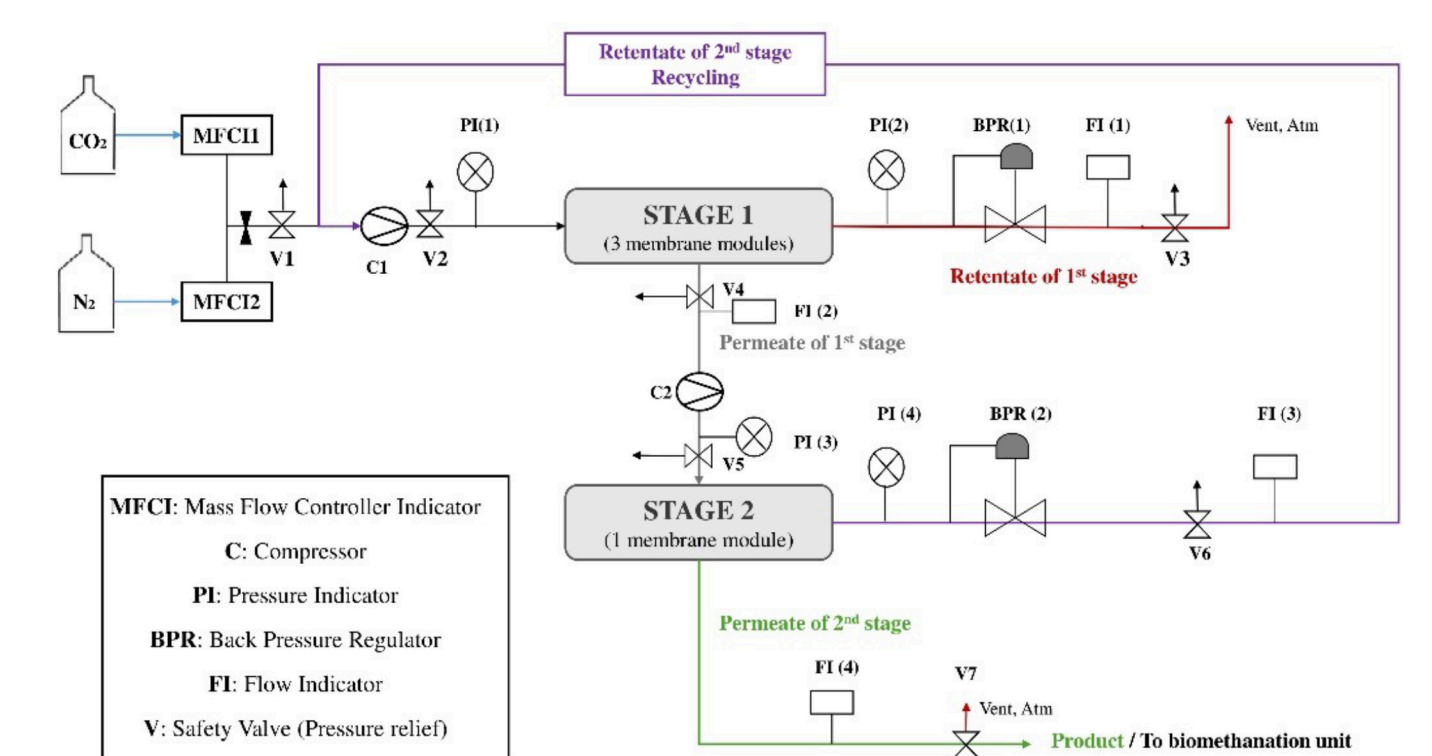 Retentate of 2nd stage
Recycling
CO2
MFCI1
PI(1)
PI(2)
BPR(1)
FI (1)
Vent, Atm
STAGE 1
(3 membrane modules)
V1
C1
V2
V3
Retentate of 1st stage
N2
MFCI2
V4
FI (2)
Permeate of 1st stage
C2
PI (3)
V5
PI (4)
BPR (2)
FI (3)
STAGE 2
(1 membrane module)
V6
MFCI: Mass Flow Controller Indicator
C: Compressor
PI: Pressure Indicator
BPR: Back Pressure Regulator
FI: Flow Indicator
V: Safety Valve (Pressure relief)
Permeate of 2nd stage
FI (4)
V7
Vent, Atm
Product / To biomethanation unit